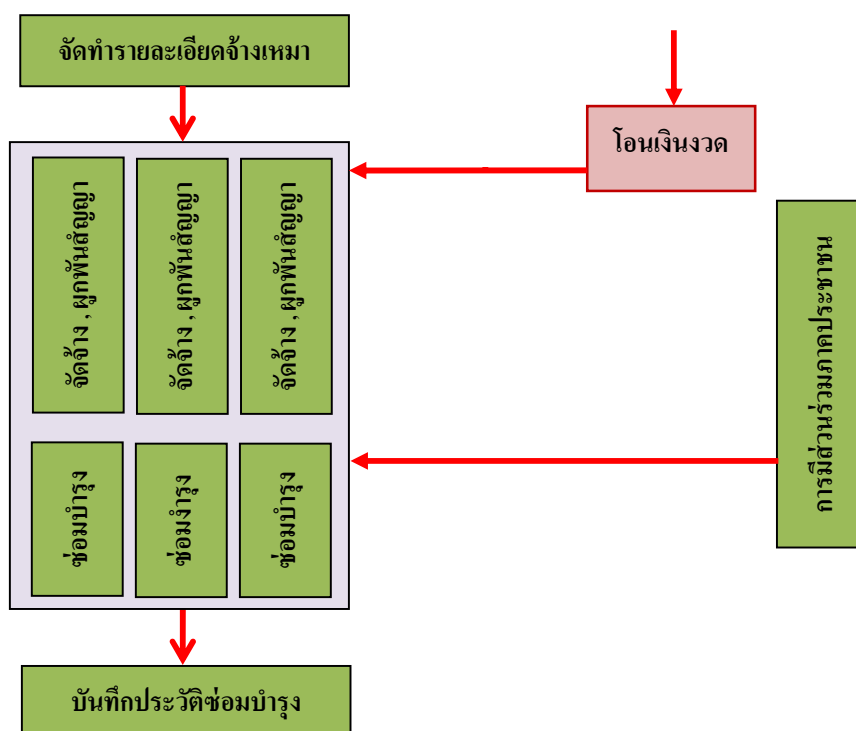 จัดทำรายละเอียดจ้างเหมา
โอนเงินงวด
จัดจ้าง , ผูกพันสัญญา
จัดจ้าง , ผูกพันสัญญา
จัดจ้าง , ผูกพันสัญญา
การมีส่วนร่วมภาคประชาชน
ซ่อมบำรุง
ซ่อมงำรุง
ซ่อมบำรุง
บันทึกประวัติซ่อมบำรุง